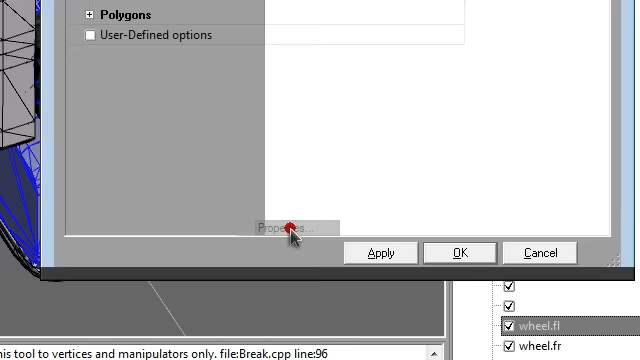 Polygons
User-Defined options
Properties...
Apply
OK
Cancel
wheel.fl
his tool to vertices and manipulators only. file:Break.cpp line:96
wheel.fr